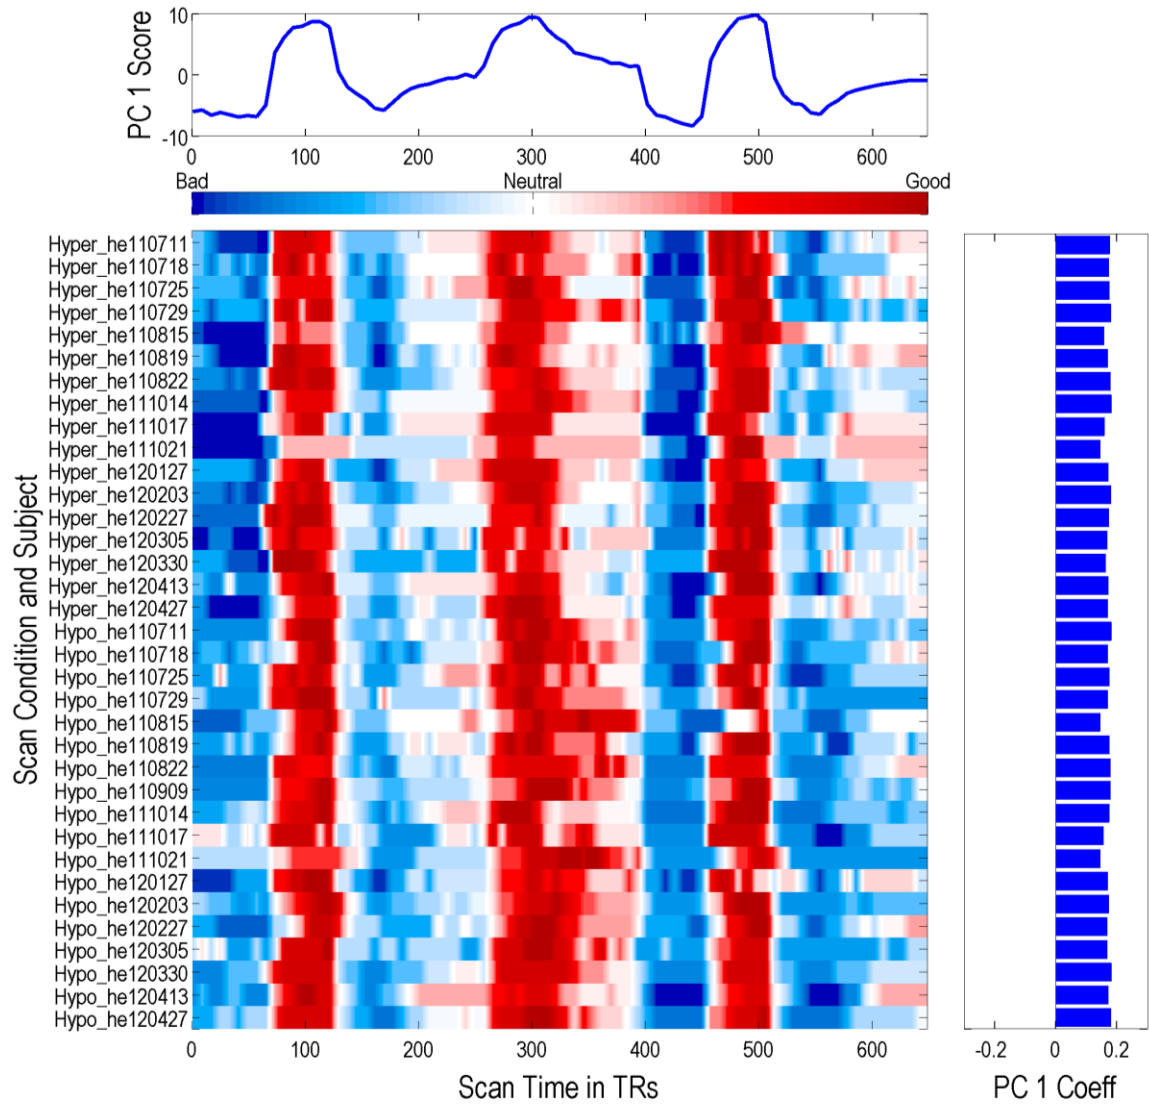 PC 1 Score
10
0
-10
0 100 200 300 400 500 600
Bad Neutral Good
Scan Condition and Subject
Hyper_he110711
Hyper_he110718
Hyper_he110725
Hyper_he110729
Hyper_he110815
Hyper_he110819
Hyper_he110822
Hyper_he111014
Hyper_he111017
Hyper_he111021
Hyper_he120127
Hyper_he120203
Hyper_he120227
Hyper_he120305
Hyper_he120330
Hyper_he120413
Hyper_he120427
Hypo_he110711
Hypo_he110718
Hypo_he110725
Hypo_he110729
Hypo_he110815
Hypo_he110819
Hypo_he110822
Hypo_he110909
Hypo_he111014
Hypo_he111017
Hypo_he111021
Hypo_he120127
Hypo_he120203
Hypo_he120227
Hypo_he120305
Hypo_he120330
Hypo_he120413
Hypo_he120427
0 100 200 300 400 500 600
Scan Time in TRs
-0.2 0 0.2
PC 1 Coeff